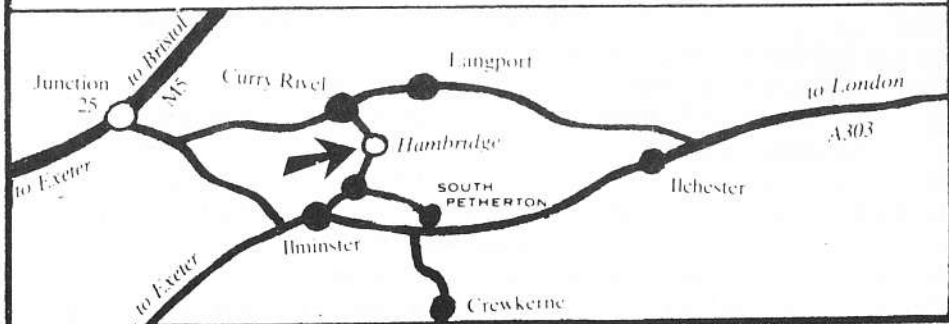 to Bristol
M5
Junction
25
to Exeter
Curry Rivel
Langport
to London
A303
Hambridge
Ilchester
SOUTH
PETHERTON
Ilminster
to Exeter
Crewkerne